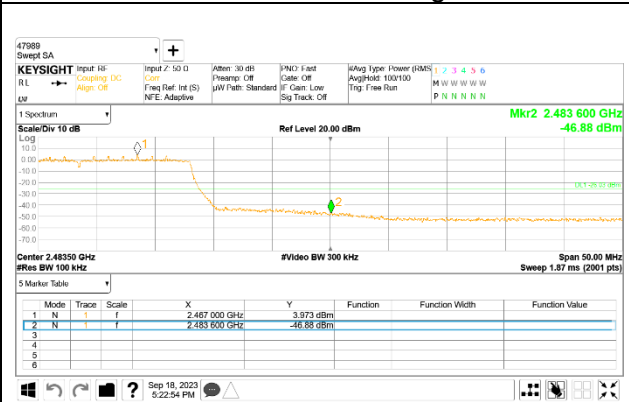 47989
Swept SA
+
KEYSIGHT Input: RF Input Z: 50 Ω Atten: 30 dB PNO: Fast #Avg Type: Power (RMS 1 2 3 4 5 6
RL Coupling: DC Corr Preamp: Off Gate: Off Avg|Hold: 100/100 M W W W W W
Align: Off Freq Ref: Int (S) µW Path: Standard IF Gain: Low Trig: Free Run
NFE: Adaptive Sig Track: Off P N N N N N
1 Spectrum Mkr2 2.483 600 GHz
Scale/Div 10 dB Ref Level 20.00 dBm -46.88 dBm
Log
10.0
0.00
-10.0
-20.0
-30.0
-40.0
-50.0
-60.0
-70.0
1
2
Center 2.48350 GHz #Video BW 300 kHz Span 50.00 MHz
#Res BW 100 kHz Sweep 1.87 ms (2001 pts)
5 Marker Table
Mode Trace Scale X Y Function Function Width Function Value
1 N 1 f 2.467 000 GHz 3.973 dBm
2 N 1 f 2.483 600 GHz -46.88 dBm
3
4
5
6
? Sep 18, 2023
5:22:54 PM